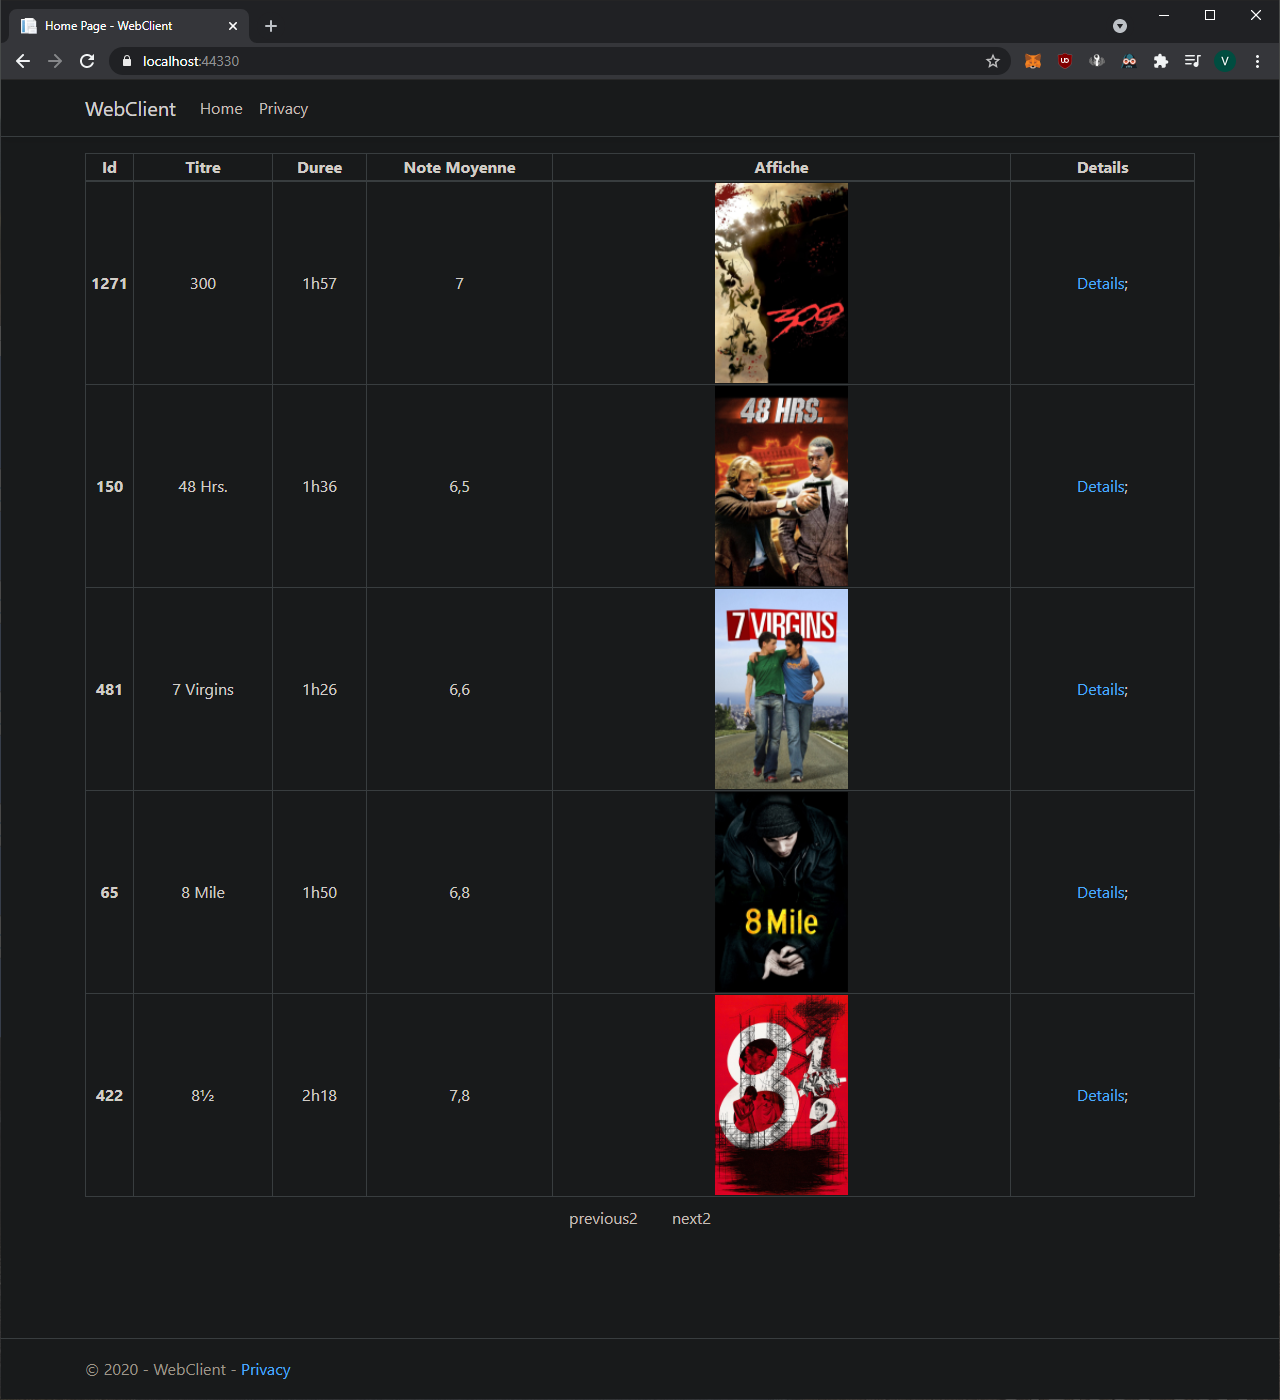 Home Page - WebClient
localhost:44330
V
WebClient Home Privacy
Id Titre Duree Note Moyenne Affiche Details
300
1271 300 1h57 7 Details;
48 HRS.
150 48 Hrs. 1h36 6,5 Details;
7 VIRGINS
481 7 Virgins 1h26 6,6 Details;
65 8 Mile 1h50 6,8 Details;
8 Mile
8 1/2
422 8½ 2h18 7,8 Details;
previous2 next2
© 2020 - WebClient - Privacy